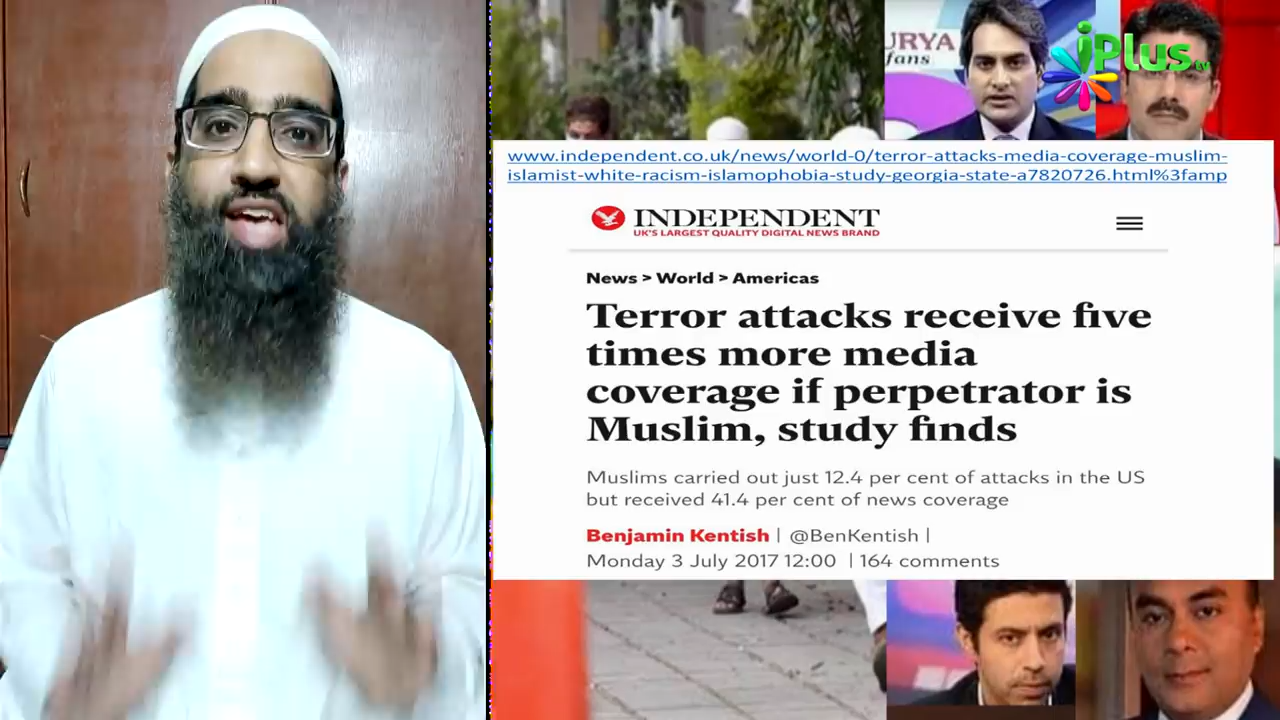 URYA
fans
iPlus
www.independent.co.uk/news/world-0/terror-attacks-media-coverage-muslim-
islamist-white-racism-islamophobia-study-georgia-state-a7820726.html%3famp
INDEPENDENT
UK'S LARGEST QUALITY DIGITAL NEWS BRAND
News > World > Americas
Terror attacks receive five
times more media
coverage if perpetrator is
Muslim, study finds
Muslims carried out just 12.4 per cent of attacks in the US
but received 41.4 per cent of news coverage
Benjamin Kentish | @BenKentish |
Monday 3 July 2017 12:00 | 164 comments